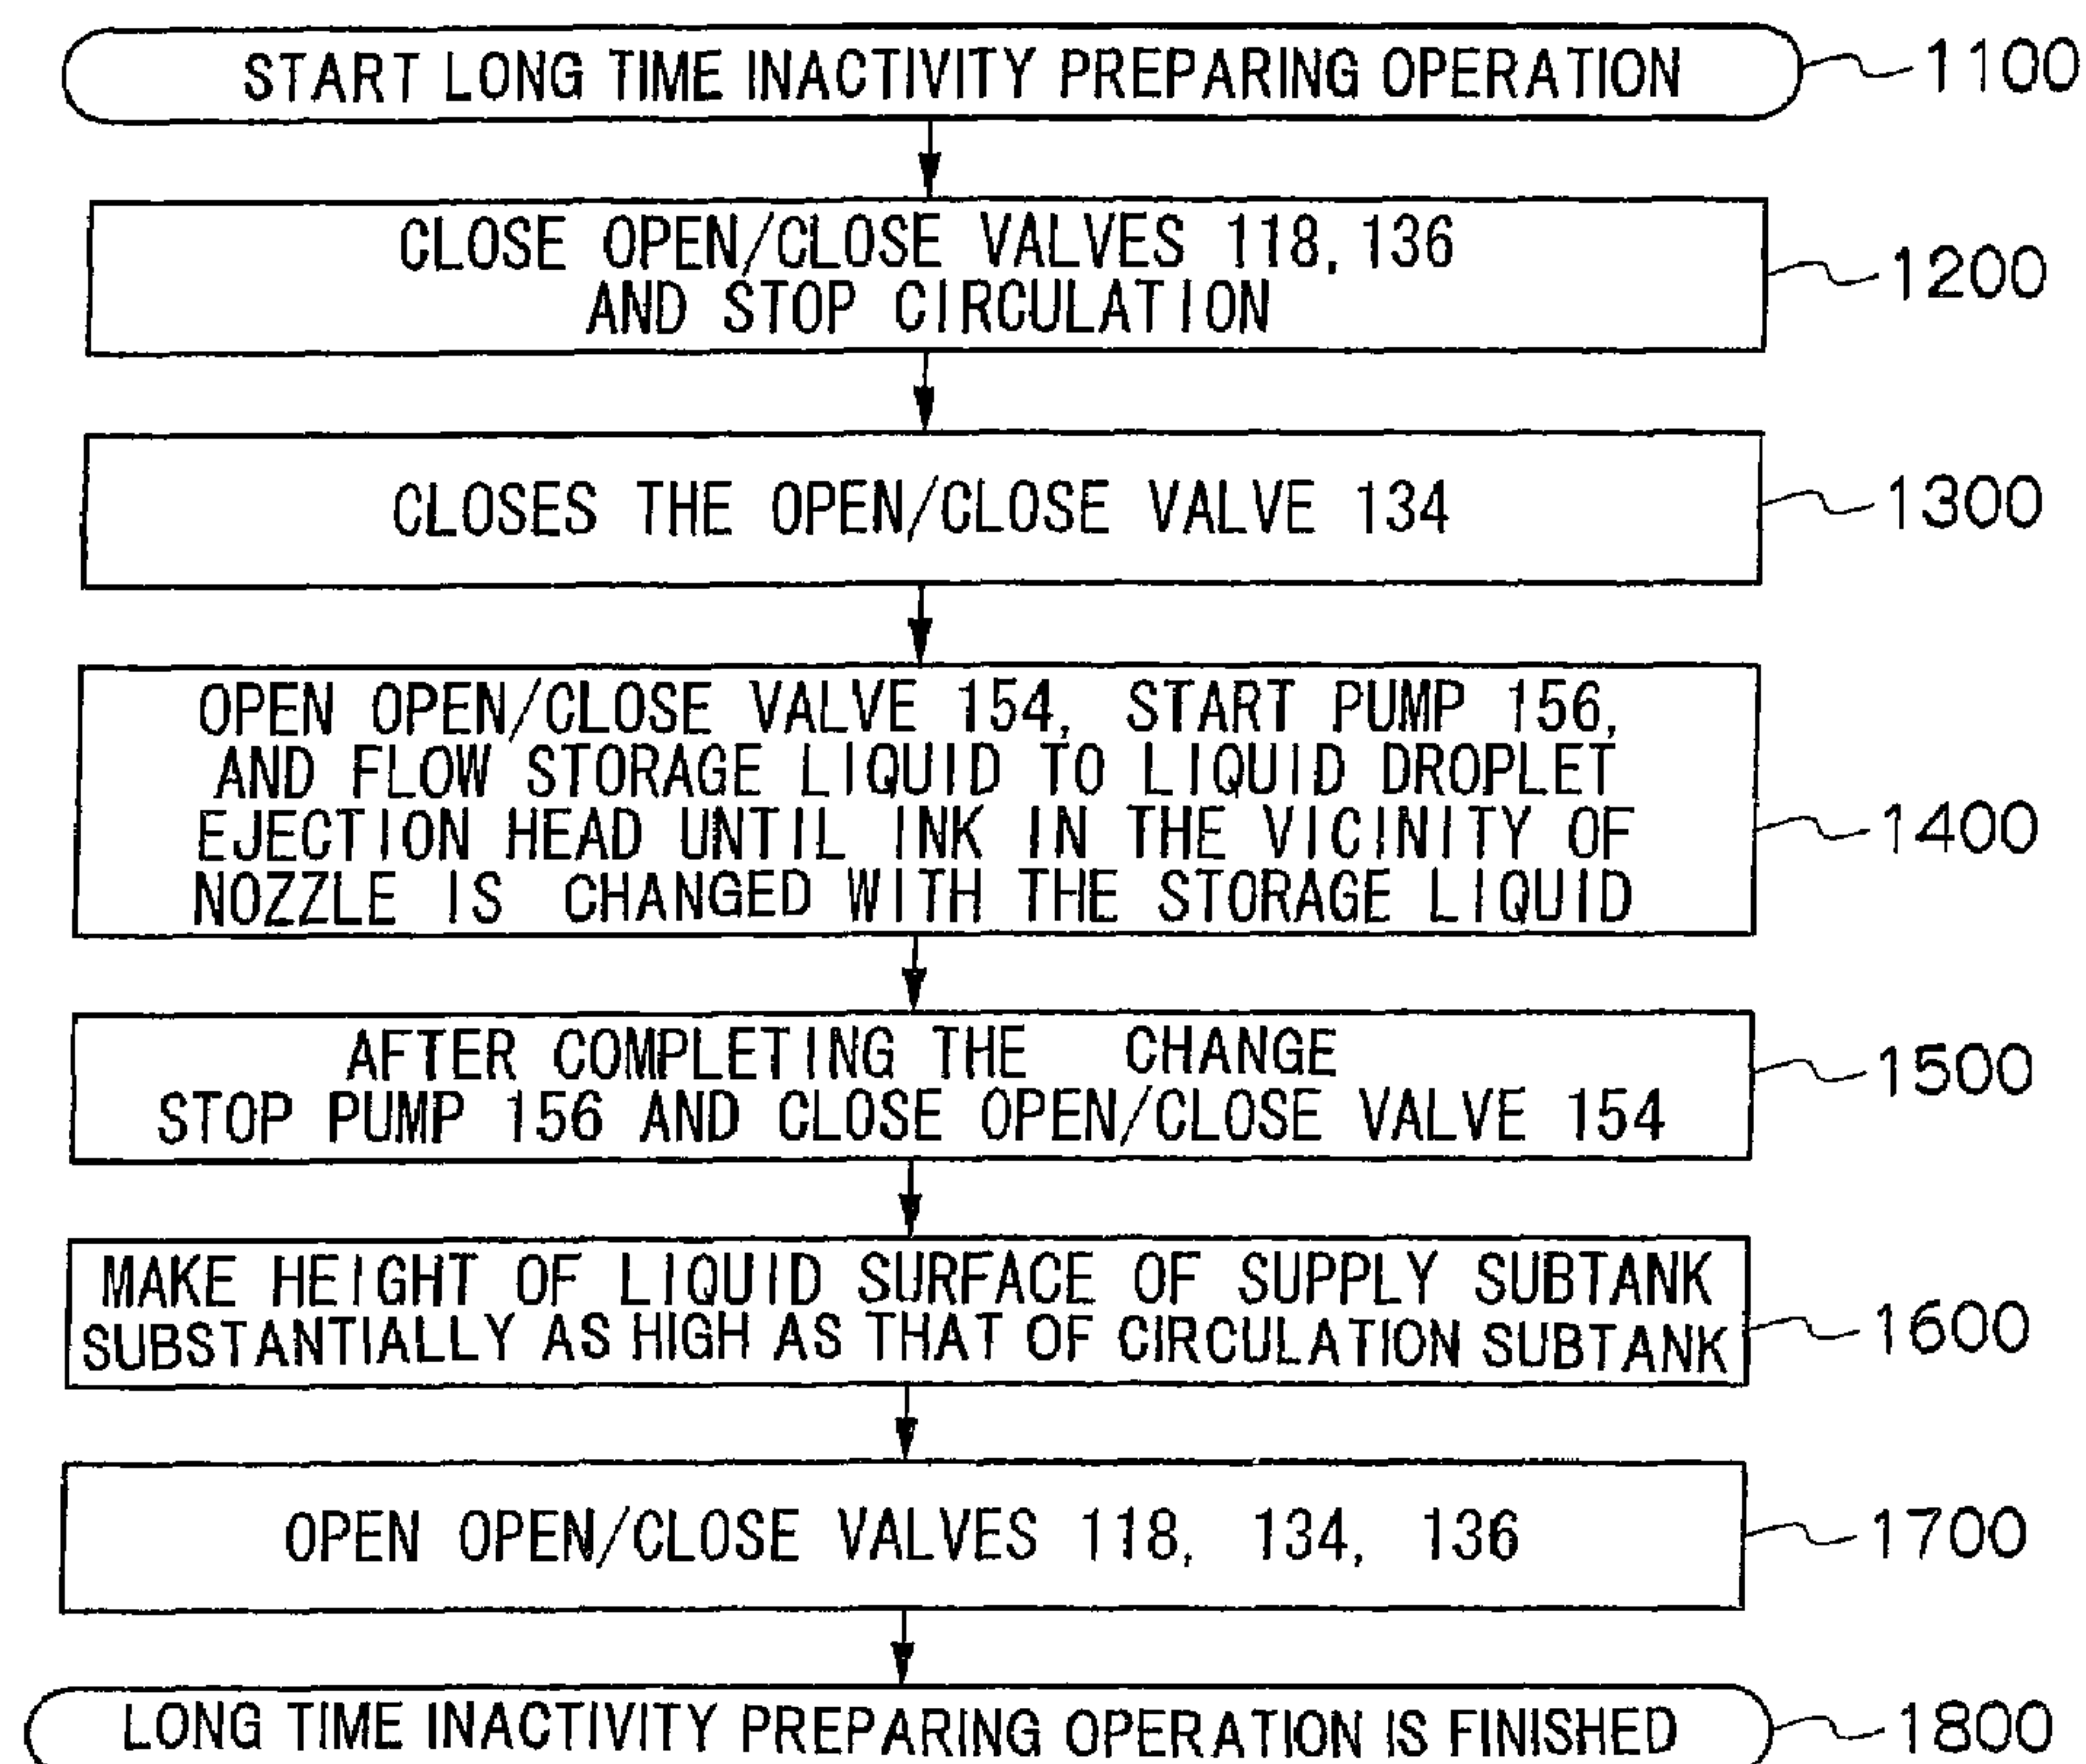 START LONG TIME INACTIVITY PREPARING OPERATION
1100
CLOSE OPEN/CLOSE VALVES 118, 136
AND STOP CIRCULATION
1200
CLOSES THE OPEN/CLOSE VALVE 134
1300
OPEN OPEN/CLOSE VALVE 154, START PUMP 156,
AND FLOW STORAGE LIQUID TO LIQUID DROPLET
EJECTION HEAD UNTIL INK IN THE VICINITY OF
NOZZLE IS CHANGED WITH THE STORAGE LIQUID
1400
AFTER COMPLETING THE CHANGE
STOP PUMP 156 AND CLOSE OPEN/CLOSE VALVE 154
1500
MAKE HEIGHT OF LIQUID SURFACE OF SUPPLY SUBTANK
SUBSTANTIALLY AS HIGH AS THAT OF CIRCULATION SUBTANK
1600
OPEN OPEN/CLOSE VALVES 118, 134, 136
1700
LONG TIME INACTIVITY PREPARING OPERATION IS FINISHED
1800